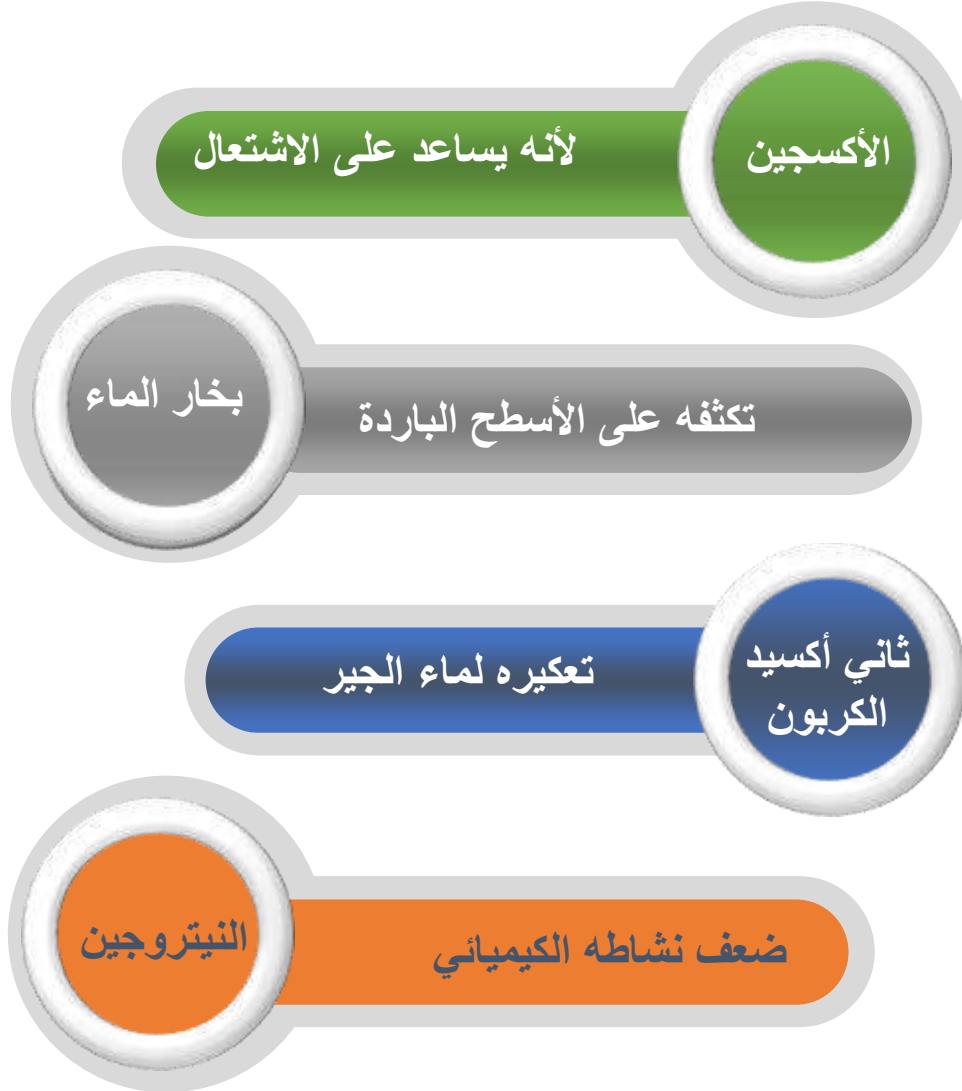 الأكسجين
لأنه يساعد على الاشتعال
بخار الماء
تكثفه على الأسطح الباردة
ثاني أكسيد
الكربون
تعكيره لماء الجير
النيتروجين
ضعف نشاطه الكيميائي